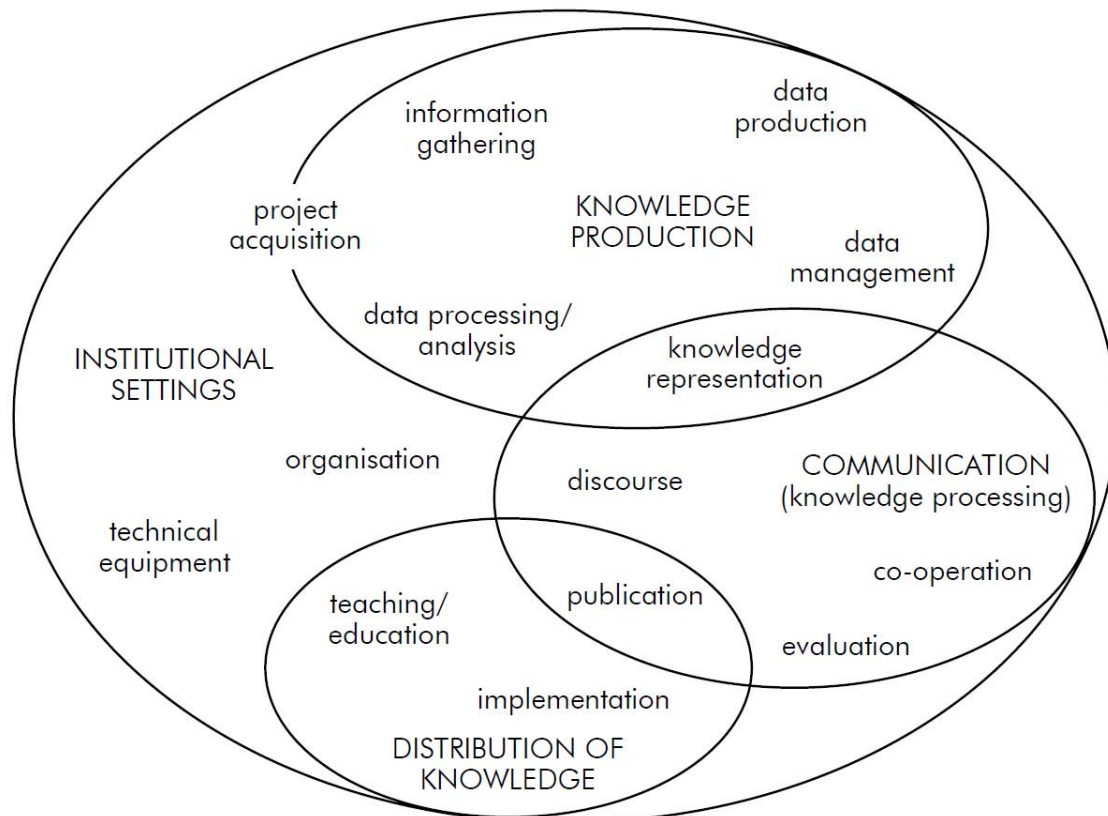 information
gathering
data
production
project
acquisition
KNOWLEDGE
PRODUCTION
data
management
data processing/
analysis
knowledge
representation
INSTITUTIONAL
SETTINGS
organisation
discourse
COMMUNICATION
(knowledge processing)
technical
equipment
co-operation
teaching/
education
publication
evaluation
implementation
DISTRIBUTION OF
KNOWLEDGE